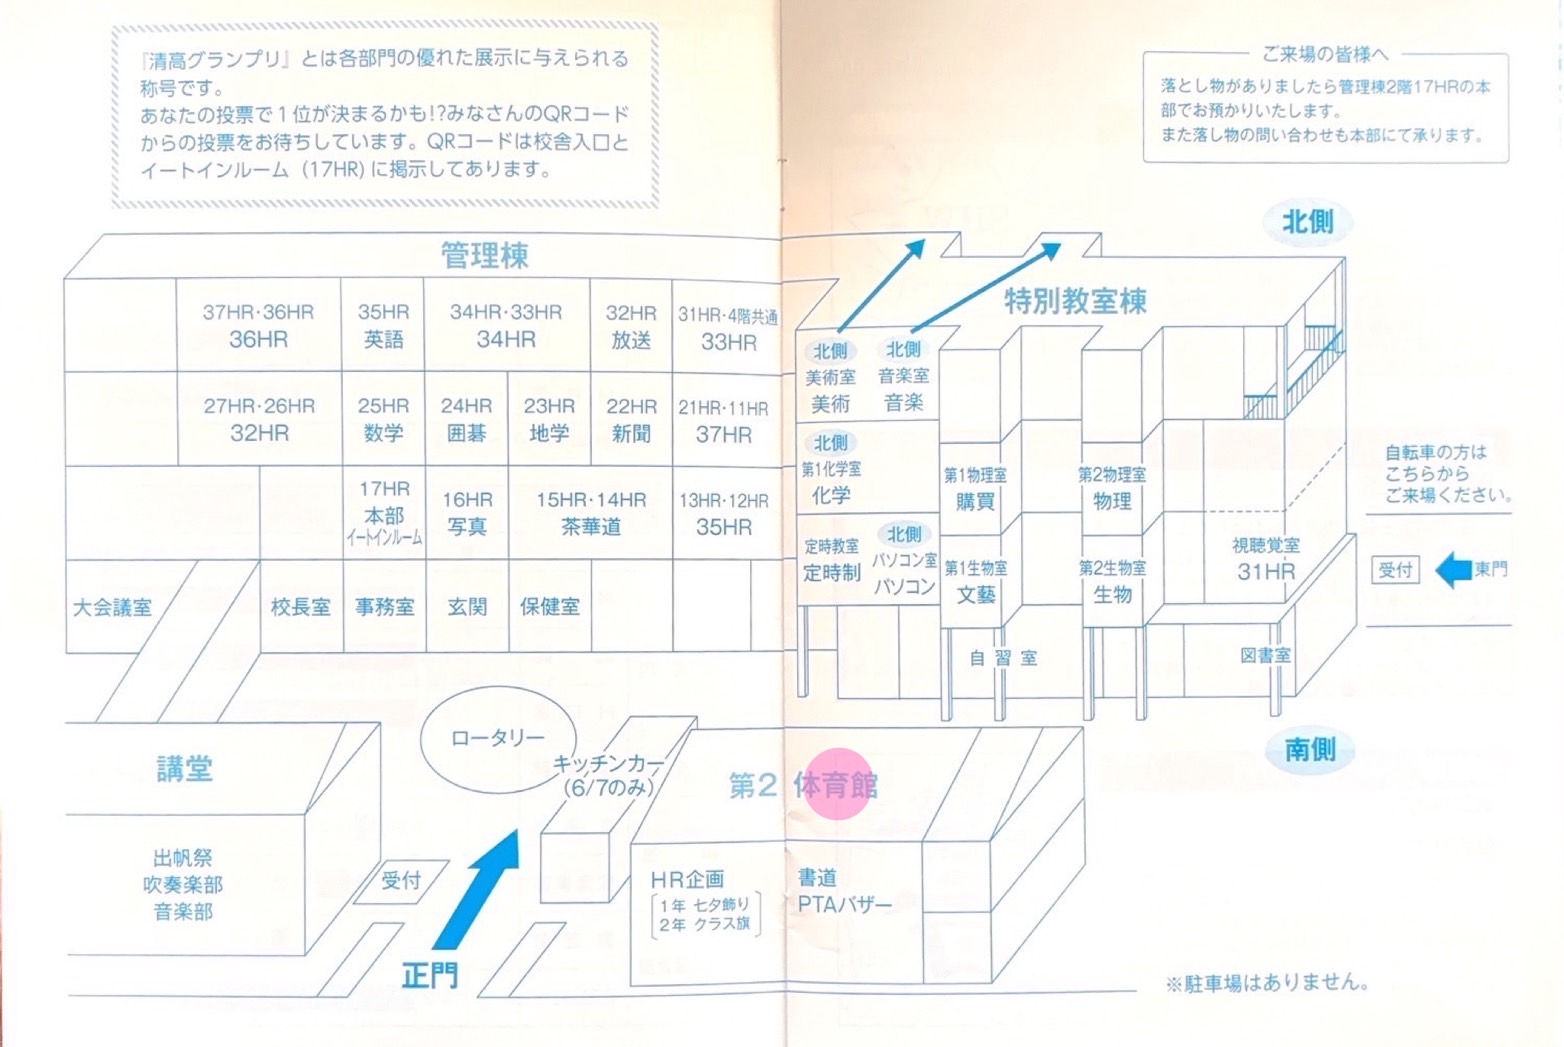 『清高グランプリ』とは各部門の優れた展示に与えられる
称号です。
あなたの投票で1位が決まるかも!?みなさんのQRコード
からの投票をお待ちしています。QRコードは校舎入口と
イートインルーム (17HR) に掲示してあります。
ご来場の皆様へ
落とし物がありましたら管理棟2階17HRの本
部でお預かりいたします。
また落し物の問い合わせも本部にて承ります。
北側
管理棟
37HR·36HR
36HR
35HR
英語
34HR·33HR
34HR
32HR
放送
31HR·4階共通
33HR
27HR·26HR
32HR
25HR
数学
24HR
囲碁
23HR
地学
22HR
新聞
21HR·11HR
37HR
17HR
本部
イートインルーム
16HR
写真
15HR·14HR
茶華道
13HR·12HR
35HR
大会議室
校長室
事務室
玄関
保健室
特別教室棟
北側
美術室
美術
北側
音楽室
音楽
北側
第1化学室
化学
第1物理室
購買
第2物理室
物理
定時教室
定時制
北側
パソコン室
パソコン
第1生物室
文藝
第2生物室
生物
視聴覚室
31HR
自習室
図書室
自転車の方は
こちらから
ご来場ください。
受付
東門
南側
講堂
出帆祭
吹奏楽部
音楽部
受付
ロータリー
キッチンカー
(6/7のみ)
正門
第2 体育館
HR企画
1年 七夕飾り
2年 クラス旗
書道
PTAバザー
※駐車場はありません。